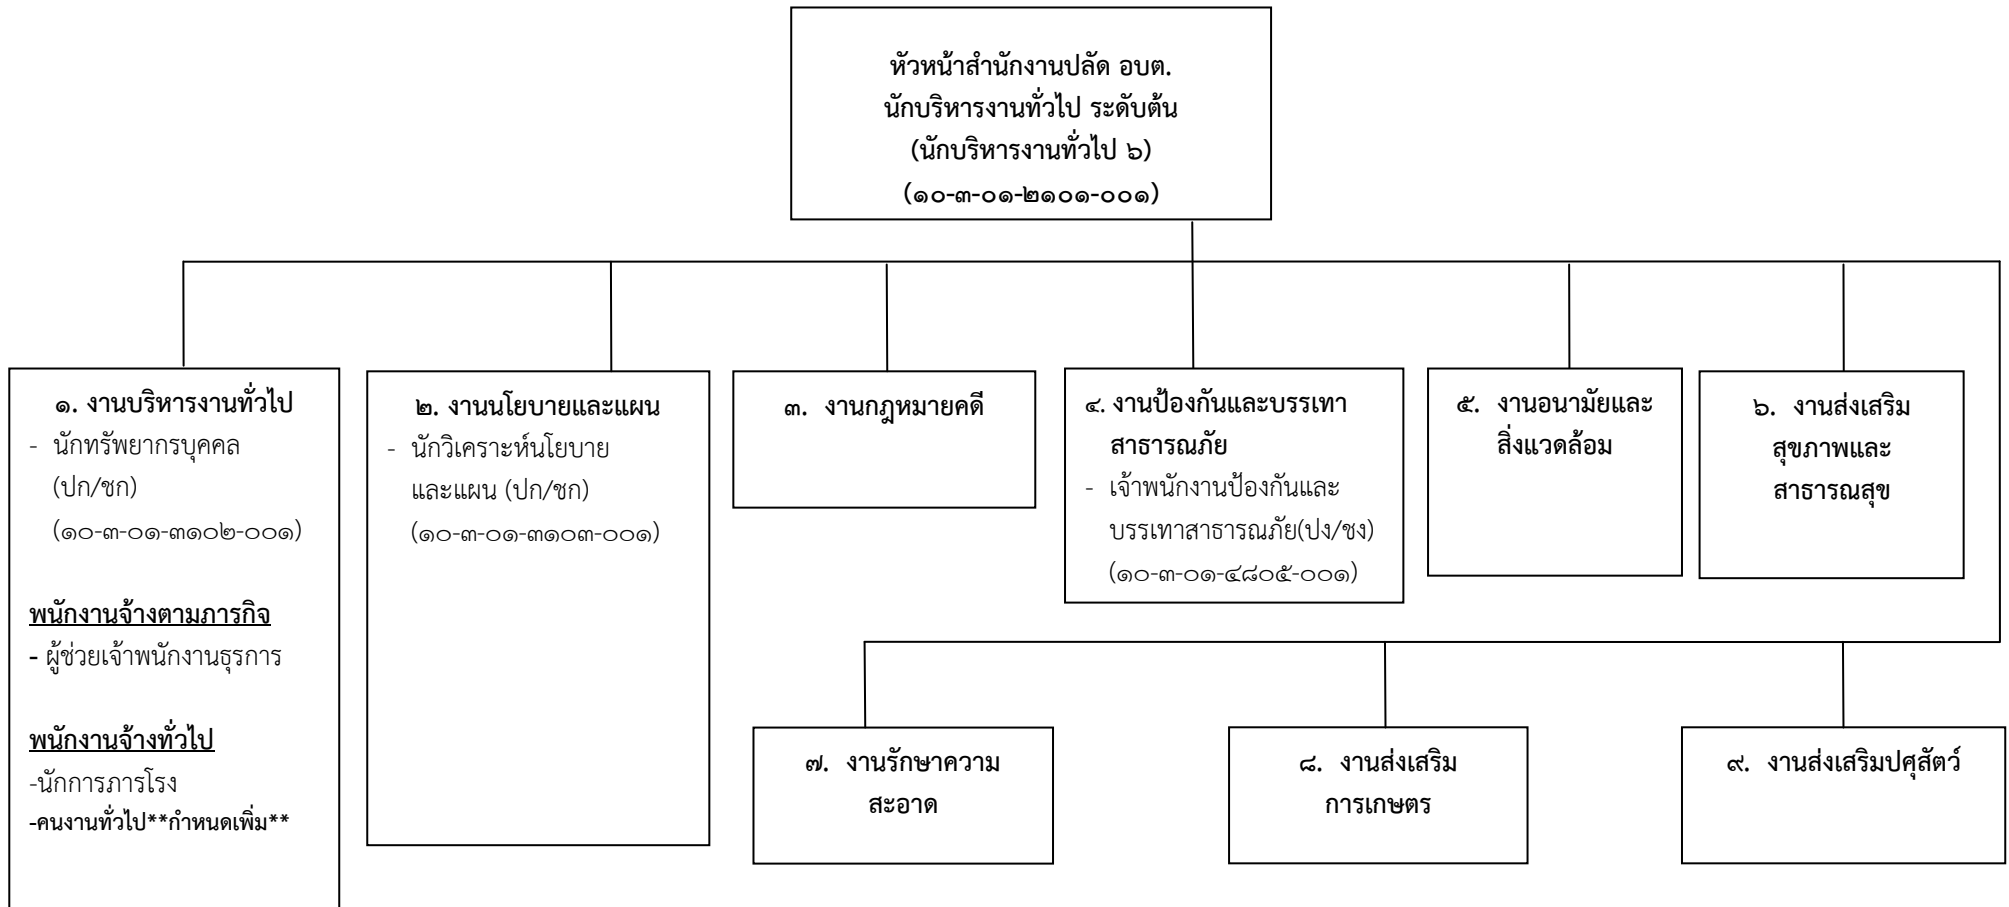 หัวหน้าสำนักงานปลัด อบต.
นักบริหารงานทั่วไป ระดับต้น
(นักบริหารงานทั่วไป ๖)
(๑๐-๓-๐๑-๒๑๐๑-๐๐๑)
๑. งานบริหารงานทั่วไป
- นักทรัพยากรบุคคล
(ปก/ชก)
(๑๐-๓-๐๑-๓๑๐๒-๐๐๑)
พนักงานจ้างตามภารกิจ
- ผู้ช่วยเจ้าพนักงานธุรการ
พนักงานจ้างทั่วไป
-นักการภารโรง
-คนงานทั่วไป**กำหนดเพิ่ม**
๒. งานนโยบายและแผน
- นักวิเคราะห์นโยบาย
และแผน (ปก/ชก)
(๑๐-๓-๐๑-๓๑๐๓-๐๐๑)
๓. งานกฎหมายคดี
๔. งานป้องกันและบรรเทา
สาธารณภัย
- เจ้าพนักงานป้องกันและ
บรรเทาสาธารณภัย(ปง/ชง)
(๑๐-๓-๐๑-๔๘๐๕-๐๐๑)
๕. งานอนามัยและ
สิ่งแวดล้อม
๖. งานส่งเสริม
สุขภาพและ
สาธารณสุข
๗. งานรักษาความ
สะอาด
๘. งานส่งเสริม
การเกษตร
๙. งานส่งเสริมปศุสัตว์